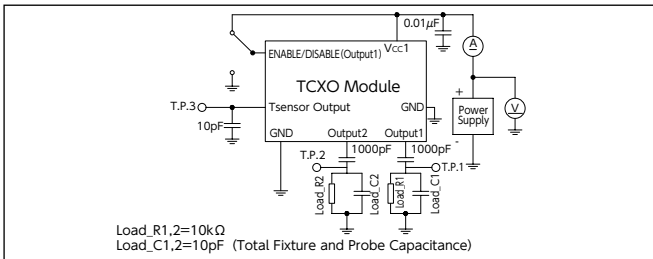 0.01μF
A
ENABLE/DISABLE(Output1)
Vcc1
TCXO Module
T.P.3
Tsensor Output
GND
+
Power
Supply
-
V
10pF
GND
Output2
Output1
1000pF
1000pF
T.P.2
T.P.1
Load_R2
Load_C2
Load_R1
Load_C1
Load_R1,2=10kΩ
Load_C1,2=10pF (Total Fixture and Probe Capacitance)